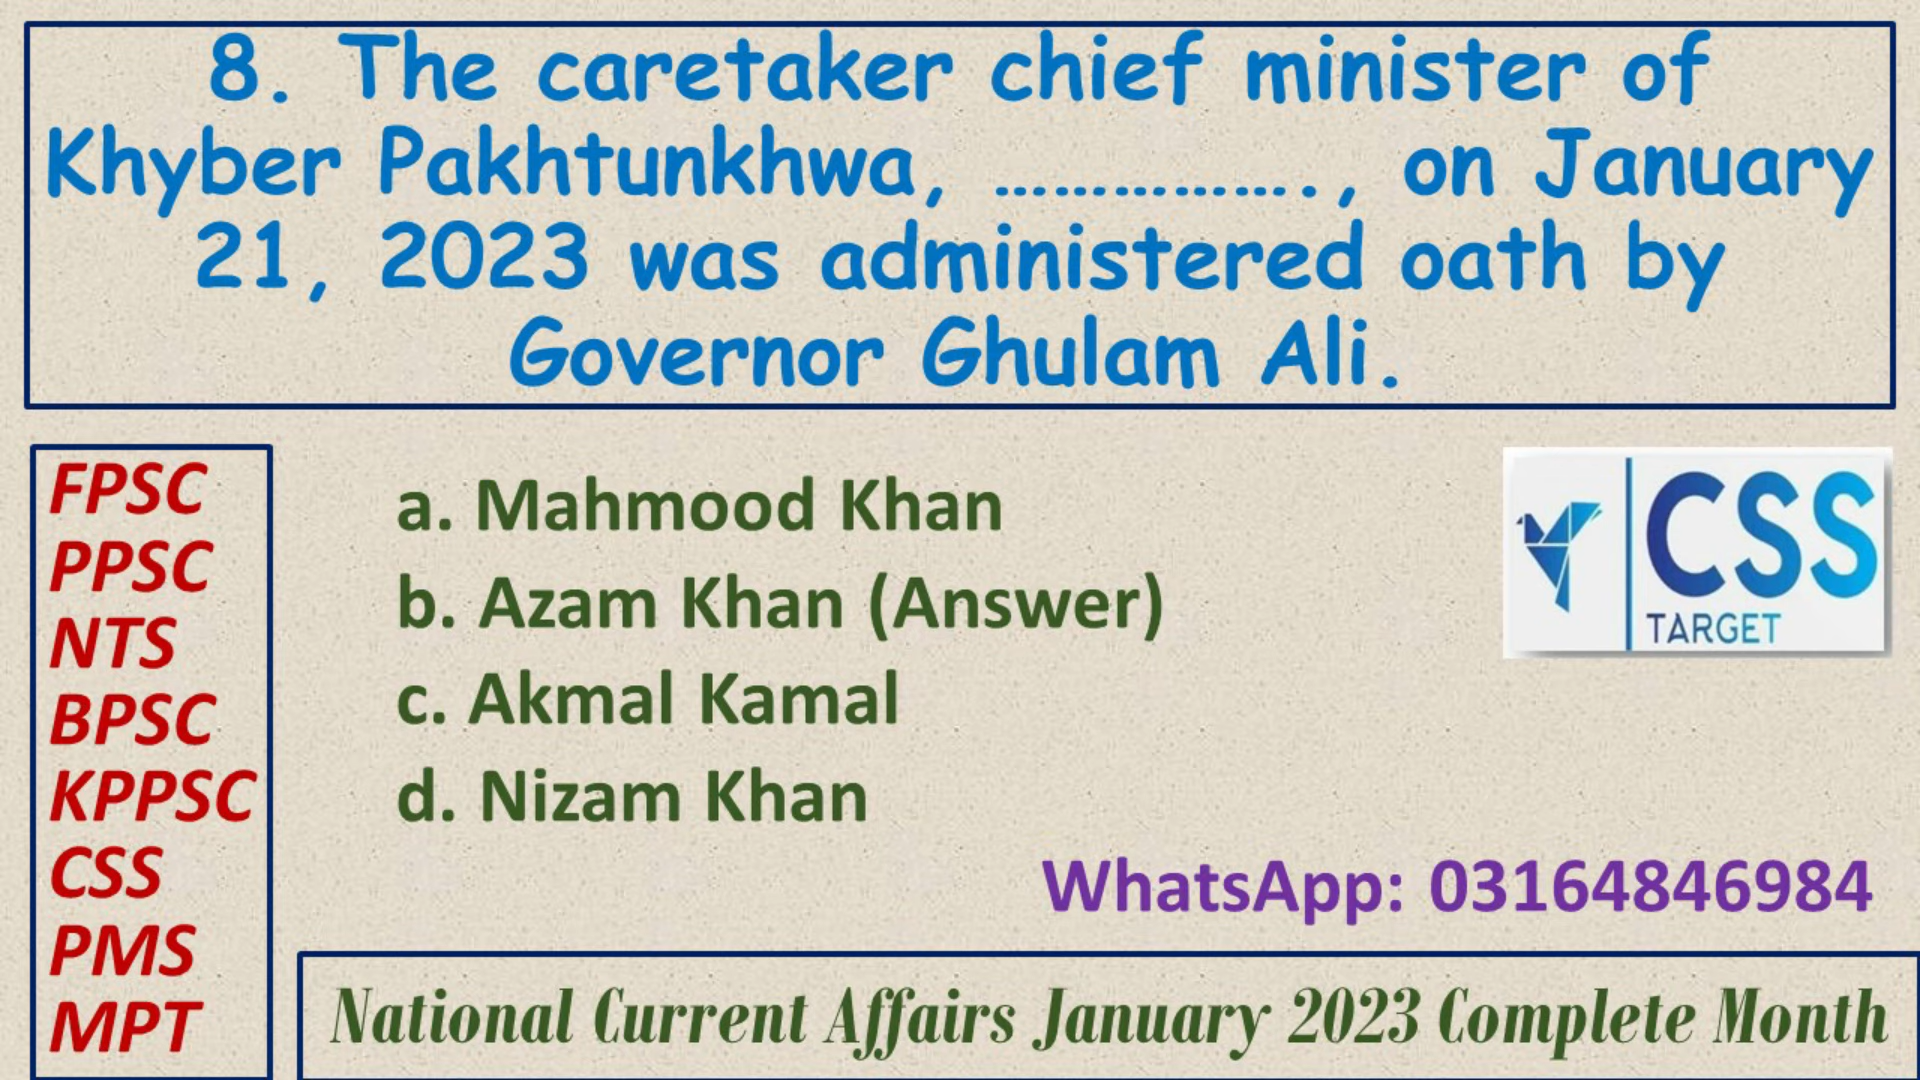 8. The caretaker chief minister of
Khyber Pakhtunkhwa, ……………., on January
21, 2023 was administered oath by
Governor Ghulam Ali.
FPSC
PPSC
NTS
BPSC
KPPSC
CSS
PMS
MPT
a. Mahmood Khan
b. Azam Khan (Answer)
c. Akmal Kamal
d. Nizam Khan
CSS
TARGET
WhatsApp: 03164846984
National Current Affairs January 2023 Complete Month